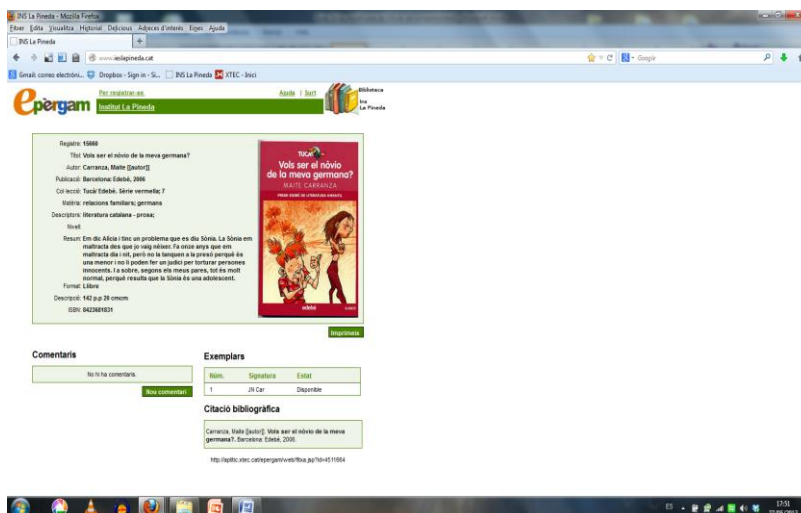 INS La Pineda - Mozilla Firefox
Fitxer Edita Visualitza Historial Delicious Adreces d'interès Eines Ajuda
INS La Pineda +
www.ieslapineda.cat Google
Gmail: correo electróni... Dropbox - Sign in - Si... INS La Pineda XTEC - Inici
epèrgam
Per registrar-se.
Ajuda | Surt
Institut La Pineda
Biblioteca
Ins
La Pineda
Registre: 15660
Títol: Vols ser el nòvio de la meva germana?
Autor: Carranza, Maite [[autor]]
Publicació: Barcelona: Edebé, 2006
Col·lecció: Tucà/ Edebé. Sèrie vermella; 7
Matèria: relacions familiars; germans
Descriptors: literatura catalana - prosa;
Nivell:
Resum: Em dic Alícia i tinc un problema que es diu Sònia. La Sònia em
maltracta des que jo vaig néixer. Fa onze anys que em
maltracta dia i nit, però no la tanquen a la presó perquè és
una menor i no li poden fer un judici per torturar persones
innocents. I a sobre, segons els meus pares, tot és molt
normal, perquè resulta que la Sònia és una adolescent.
Format: Llibre
Descripció: 142 p.p 20 cmcm
ISBN: 8423681831
TUCÀ
Vols ser el nòvio
de la meva germana?
MAITE CARRANZA
PREMI EDEBÉ DE LITERATURA INFANTIL
edebé
Imprimeix
Comentaris
No hi ha comentaris.
Nou comentari
Exemplars
Núm. Signatura Estat
1 JN Car Disponible
Citació bibliogràfica
Carranza, Maite [[autor]]. Vols ser el nòvio de la meva
germana?. Barcelona: Edebé, 2006.
http://aplitic.xtec.cat/epergam/web/fitxa.jsp?id=4511664
ES
17:51